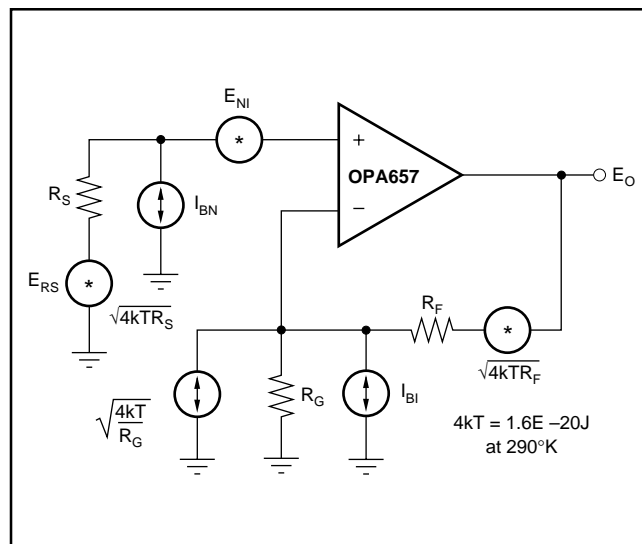 E_NI
*
+
OPA657
−
E_O
R_S
I_BN
E_RS
*
√4kTR_S
R_F
*
√4kTR_F
√4kT/R_G
R_G
I_BI
4kT = 1.6E –20J
at 290°K